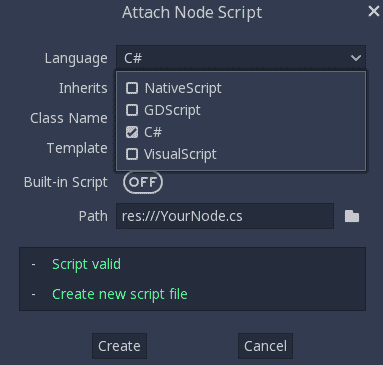 Attach Node Script
Language C#
Inherits
NativeScript
GDScript
Class Name
C#
Template
VisualScript
Built-in Script OFF
Path res:///YourNode.cs
- Script valid
- Create new script file
Create Cancel